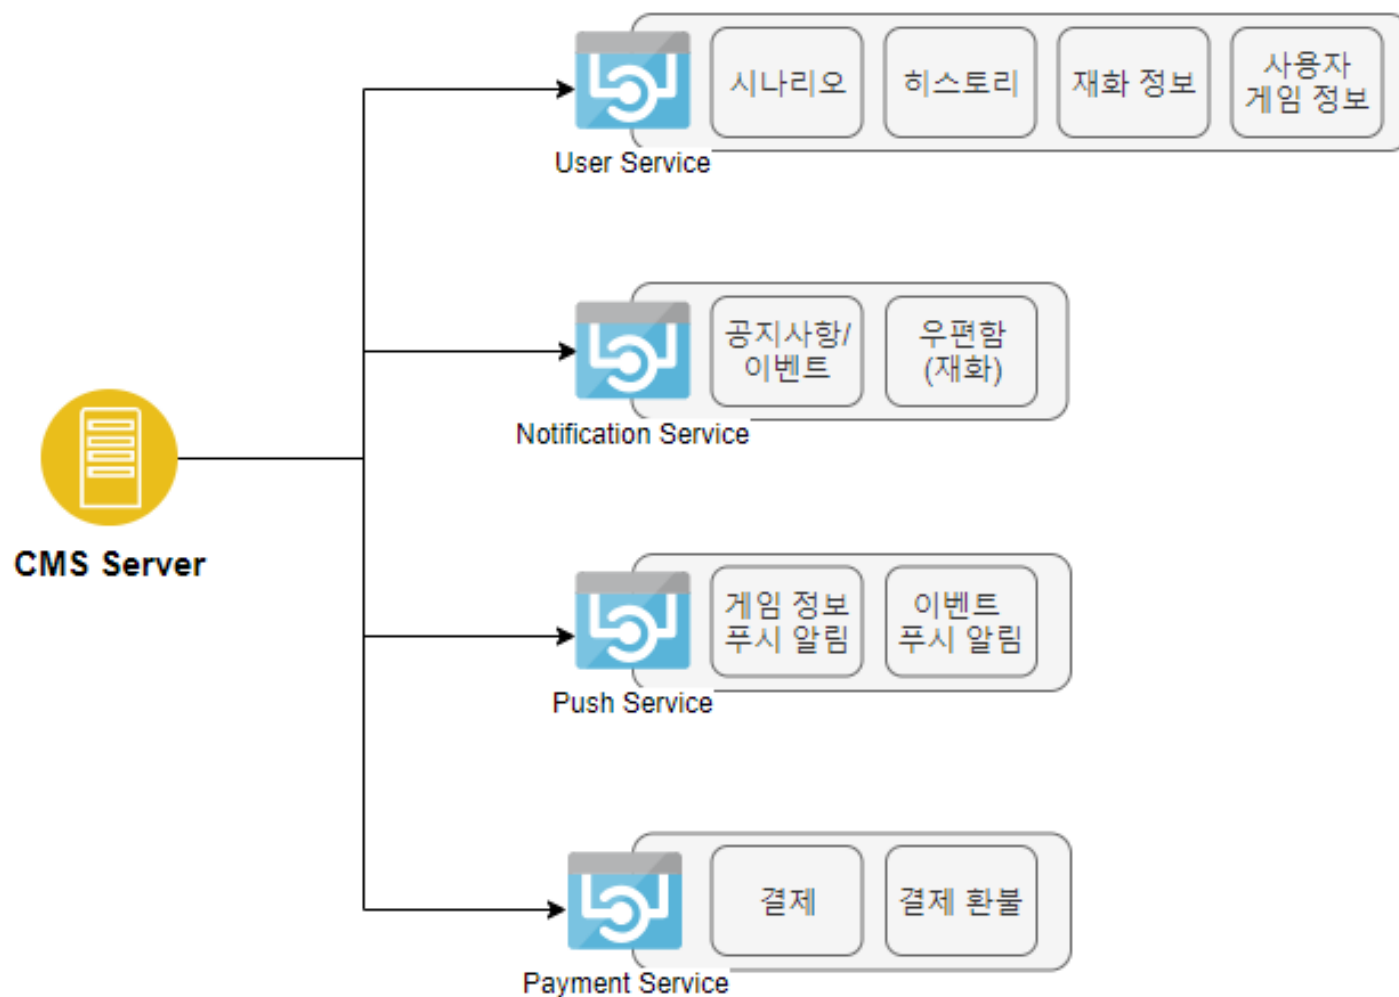 시나리오
히스토리
재화 정보
사용자
게임 정보
User Service
공지사항/
이벤트
우편함
(재화)
Notification Service
CMS Server
게임 정보
푸시 알림
이벤트
푸시 알림
Push Service
결제
결제 환불
Payment Service